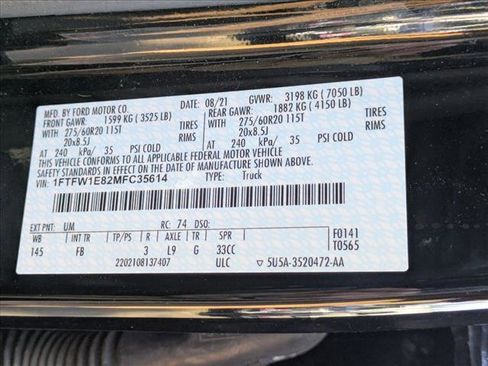 MFD. BY FORD MOTOR CO.
DATE: 08/21 GVWR: 3198 KG ( 7050 LB)
FRONT GAWR: 1599 KG ( 3525 LB) REAR GAWR: 1882 KG ( 4150 LB)
WITH 275/60R20 115T TIRES WITH 275/60R20 115T TIRES
20x8.5J RIMS 20x8.5J RIMS
AT 240 kPa/ 35 PSI COLD AT 240 kPa/ 35 PSI COLD
THIS VEHICLE CONFORMS TO ALL APPLICABLE FEDERAL MOTOR VEHICLE
SAFETY STANDARDS IN EFFECT ON THE DATE OF MANUFACTURE SHOWN ABOVE.
VIN: 1FTFW1E82MFC35614 TYPE: Truck
EXT PNT: UM RC: 74 DSO: F0141
WB INT TR TP/PS R AXLE TR SPR T0565
145 FB 3 L9 G 33CC
2202108137407 ULC 5U5A-3520472-AA